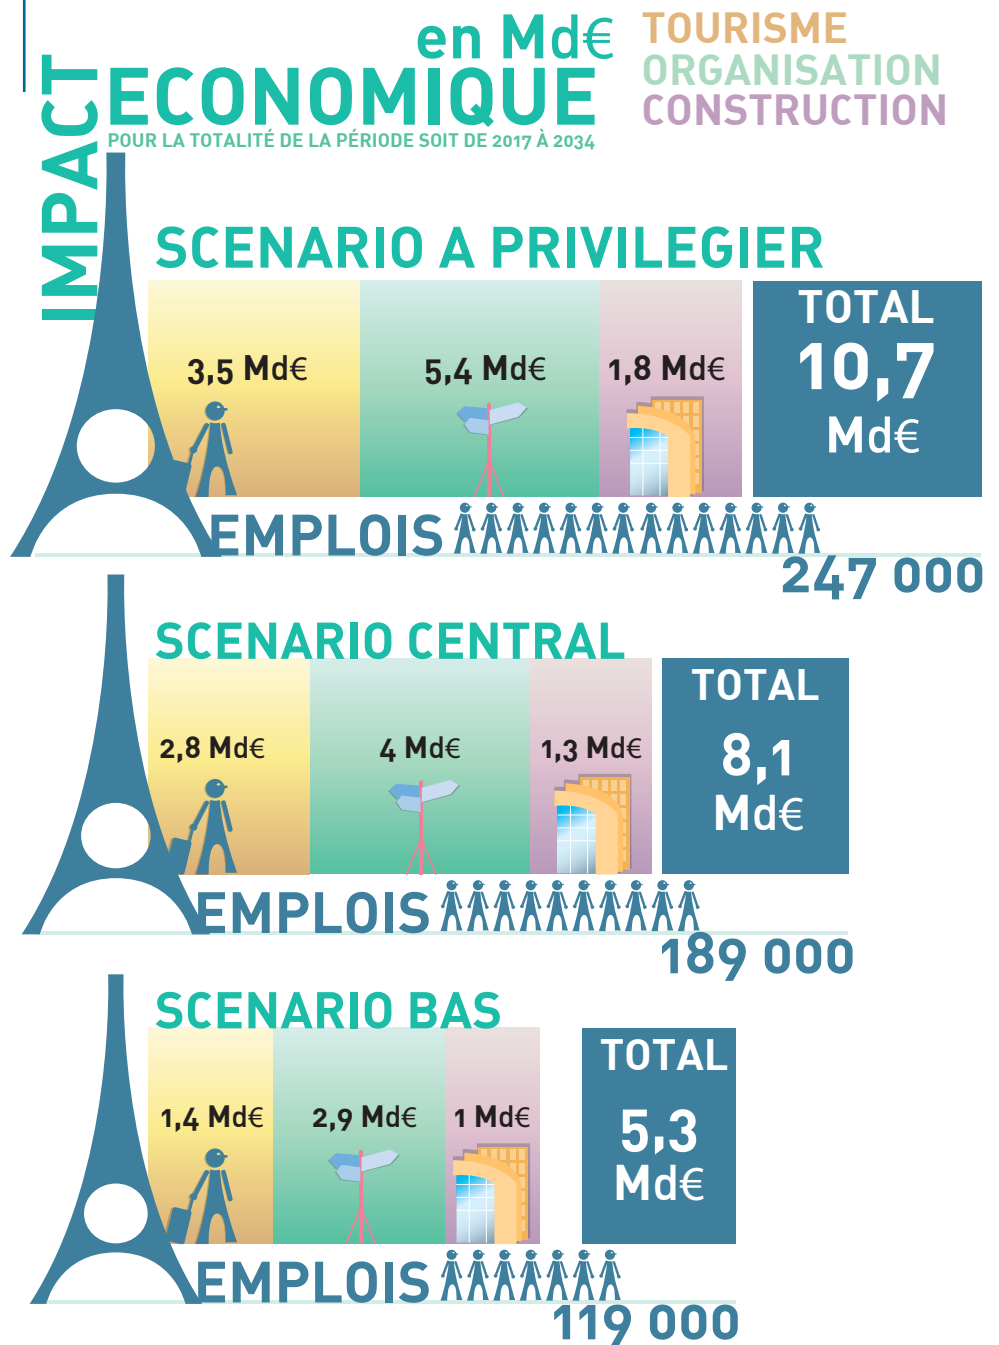 IMPACT
ECONOMIQUE
en Md€
POUR LA TOTALITÉ DE LA PÉRIODE SOIT DE 2017 À 2034
TOURISME
ORGANISATION
CONSTRUCTION
SCENARIO A PRIVILEGIER
3,5 Md€
5,4 Md€
1,8 Md€
TOTAL
10,7
Md€
EMPLOIS
247 000
SCENARIO CENTRAL
2,8 Md€
4 Md€
1,3 Md€
TOTAL
8,1
Md€
EMPLOIS
189 000
SCENARIO BAS
1,4 Md€
2,9 Md€
1 Md€
TOTAL
5,3
Md€
EMPLOIS
119 000